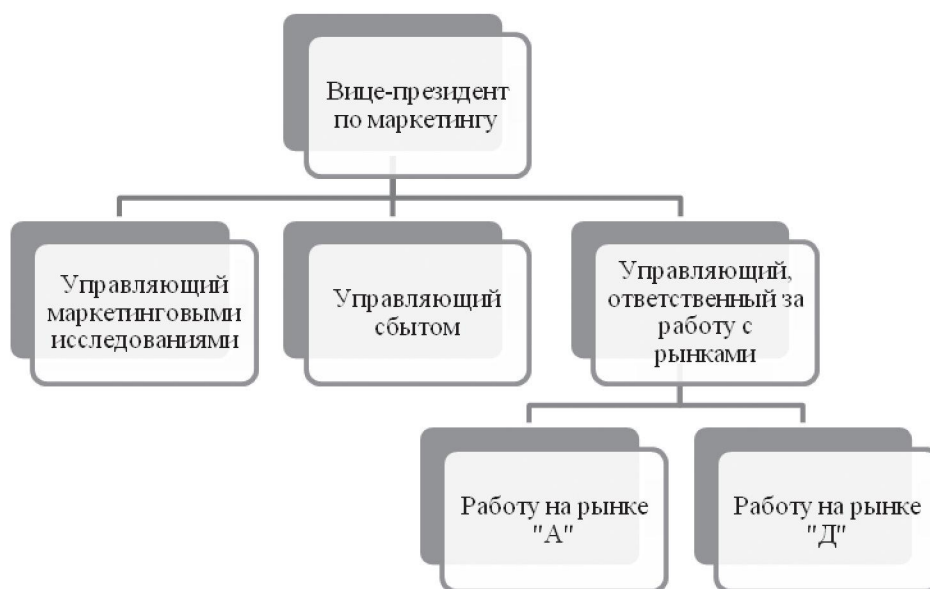 Вице-президент
по маркетингу
Управляющий
маркетинговыми
исследованиями
Управляющий
сбытом
Управляющий,
ответственный за
работу с
рынками
Работу на рынке
"А"
Работу на рынке
"Д"